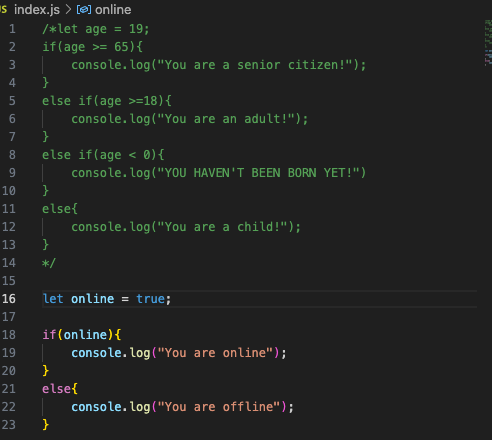 JS index.js > online
1 /*let age = 19;
2 if(age >= 65){
3 console.log("You are a senior citizen!");
4 }
5 else if(age >=18){
6 console.log("You are an adult!");
7 }
8 else if(age < 0){
9 console.log("YOU HAVEN'T BEEN BORN YET!")
10 }
11 else{
12 console.log("You are a child!");
13 }
14 */
15
16 let online = true;
17
18 if(online){
19 console.log("You are online");
20 }
21 else{
22 console.log("You are offline");
23 }